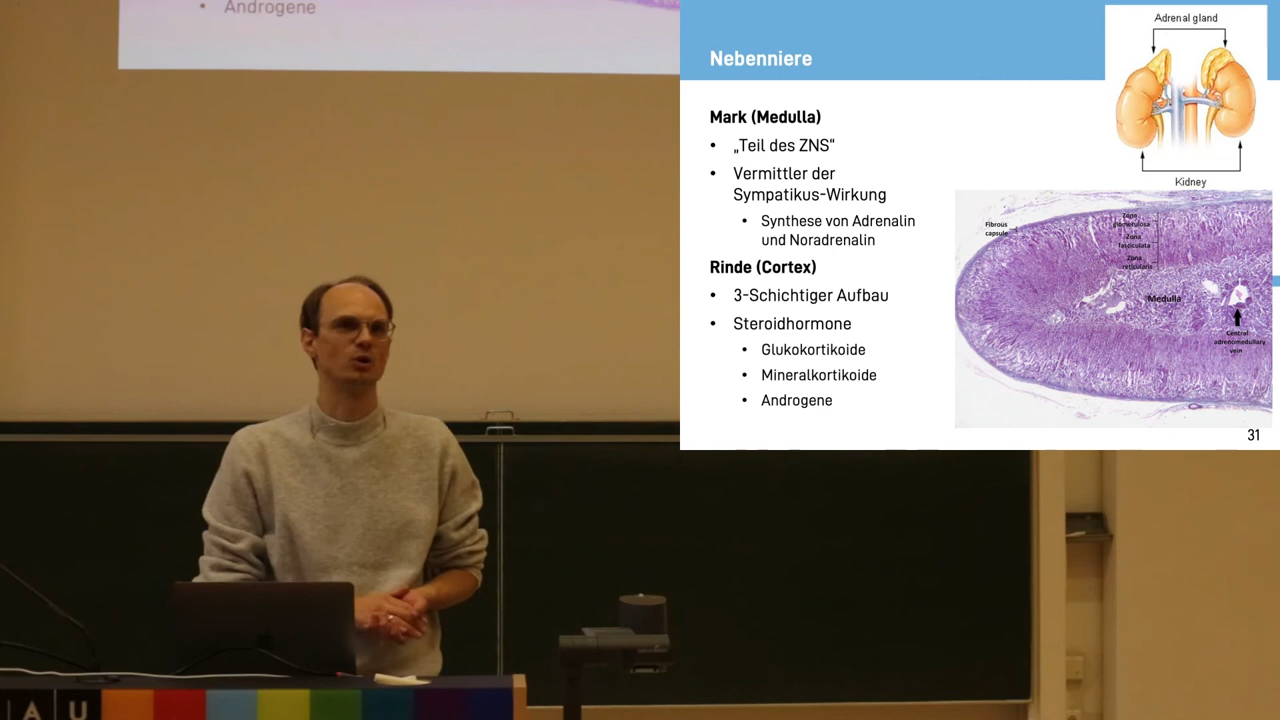 • Androgene
Nebenniere
Mark (Medulla)
• „Teil des ZNS“
• Vermittler der
Sympatikus-Wirkung
• Synthese von Adrenalin
und Noradrenalin
Rinde (Cortex)
• 3-Schichtiger Aufbau
• Steroidhormone
• Glukokortikoide
• Mineralkortikoide
• Androgene
Adrenal gland
Kidney
Fibrous
capsule
Zona
glomerulosa
Zona
fasciculata
Zona
reticularis
Medulla
Central
adrenomedullary
vein
31
A U